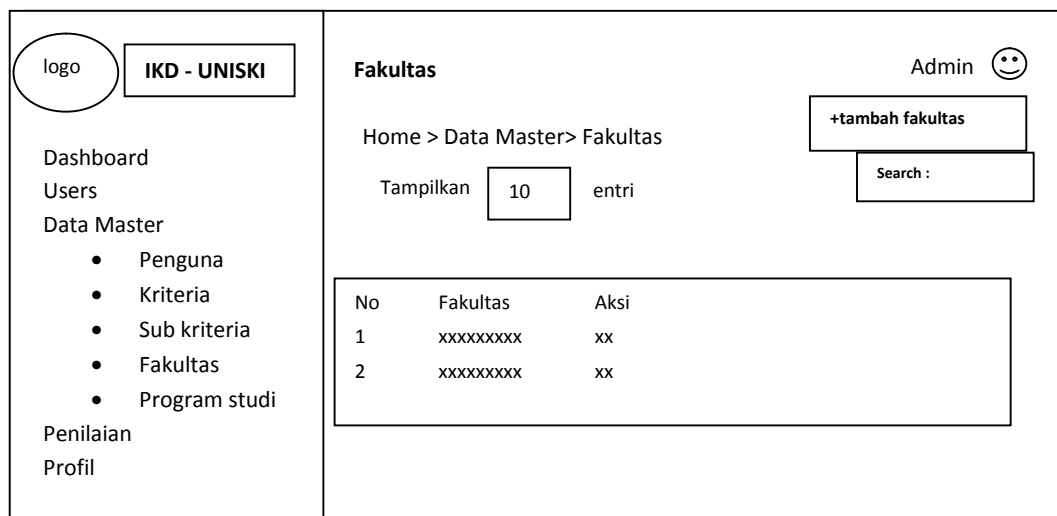 logo
IKD - UNISKI
Dashboard
Users
Data Master
• Penguna
• Kriteria
• Sub kriteria
• Fakultas
• Program studi
Penilaian
Profil
Fakultas
Admin
+tambah fakultas
Home > Data Master> Fakultas
Search :
Tampilkan 10 entri
No Fakultas Aksi
1 xxxxxxxxx xx
2 xxxxxxxxx xx